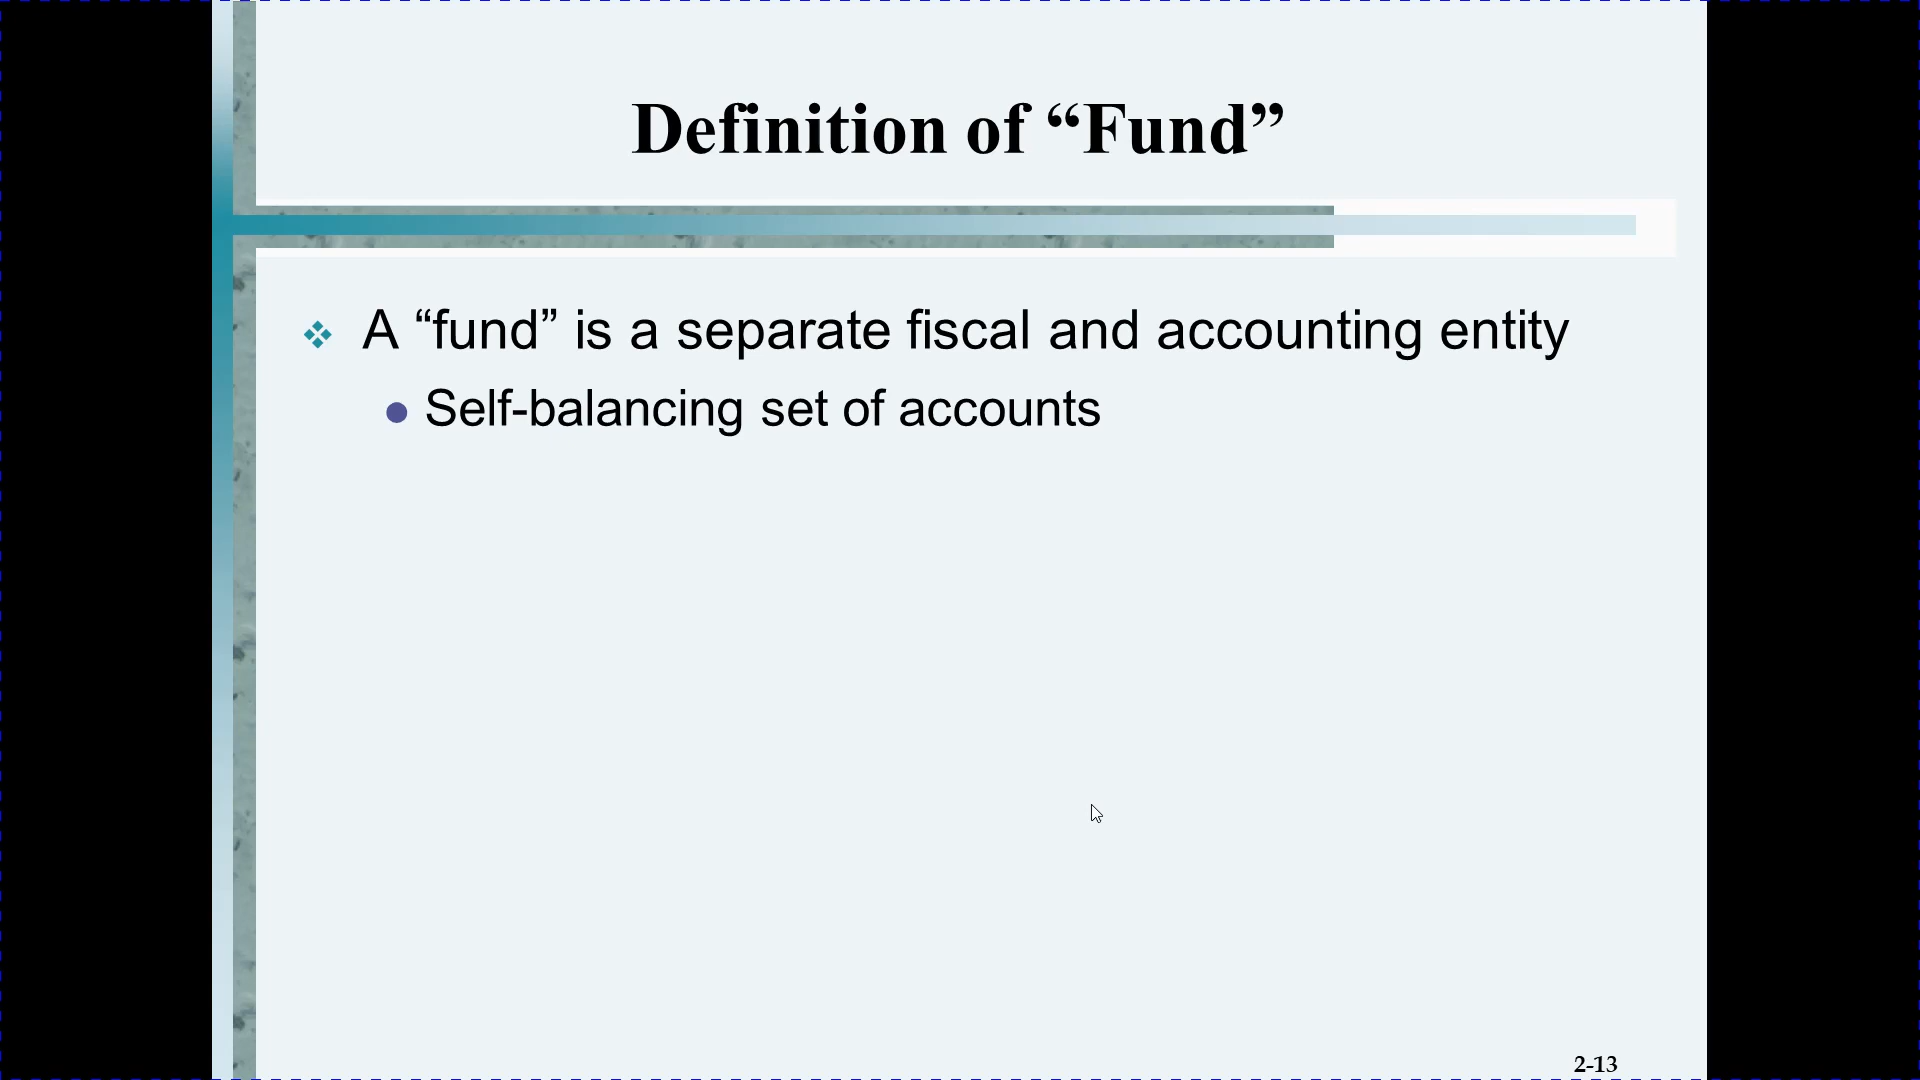 Definition of “Fund”
A “fund” is a separate fiscal and accounting entity
Self-balancing set of accounts
2-13